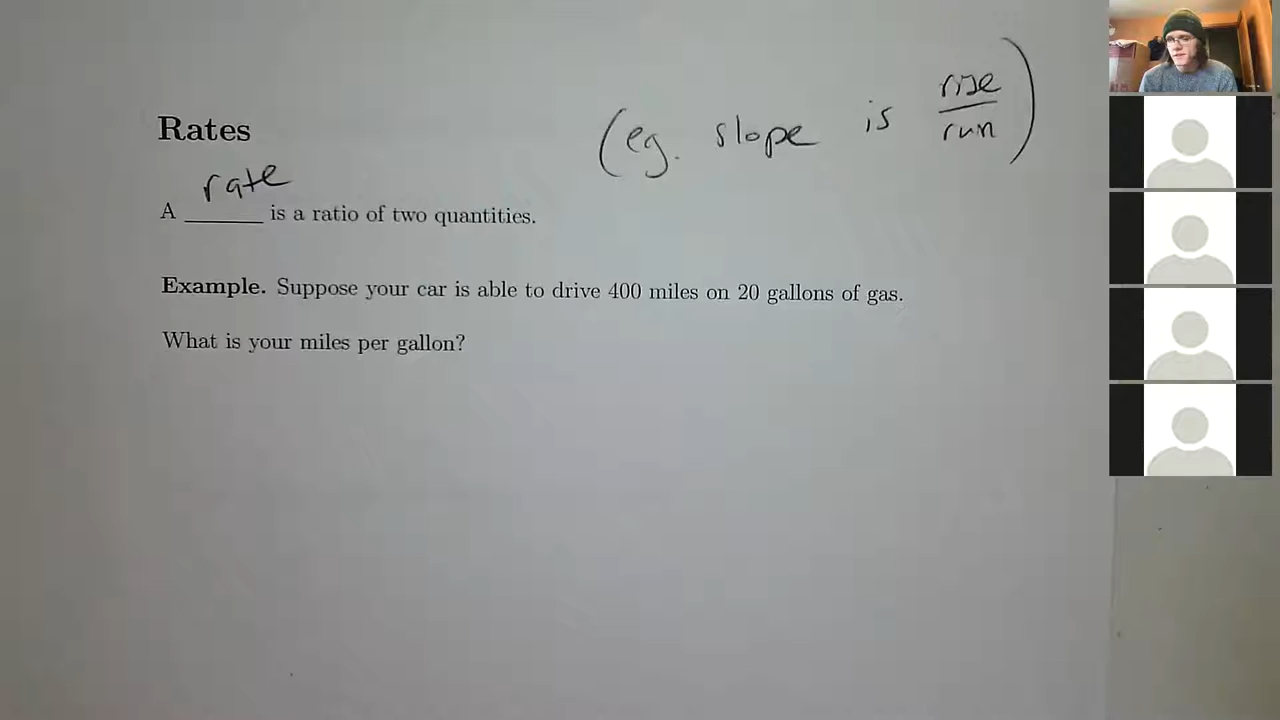 (eg. slope is rise/run)
Rates
rate
A ______ is a ratio of two quantities.
Example. Suppose your car is able to drive 400 miles on 20 gallons of gas.
What is your miles per gallon?